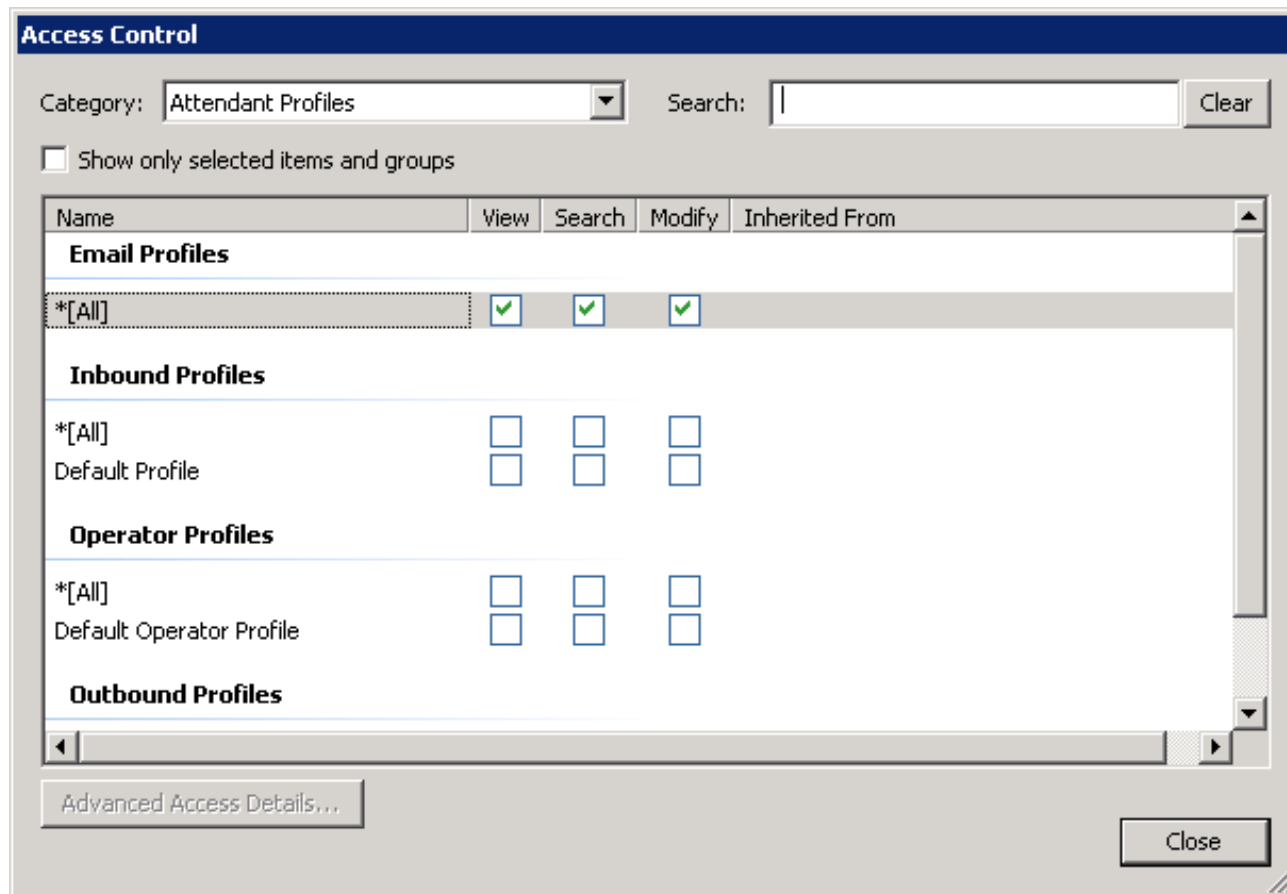 Access Control
Category: Attendant Profiles Search: Clear
Show only selected items and groups
Name View Search Modify Inherited From
Email Profiles
*[All]
Inbound Profiles
*[All]
Default Profile
Operator Profiles
*[All]
Default Operator Profile
Outbound Profiles
Advanced Access Details...
Close